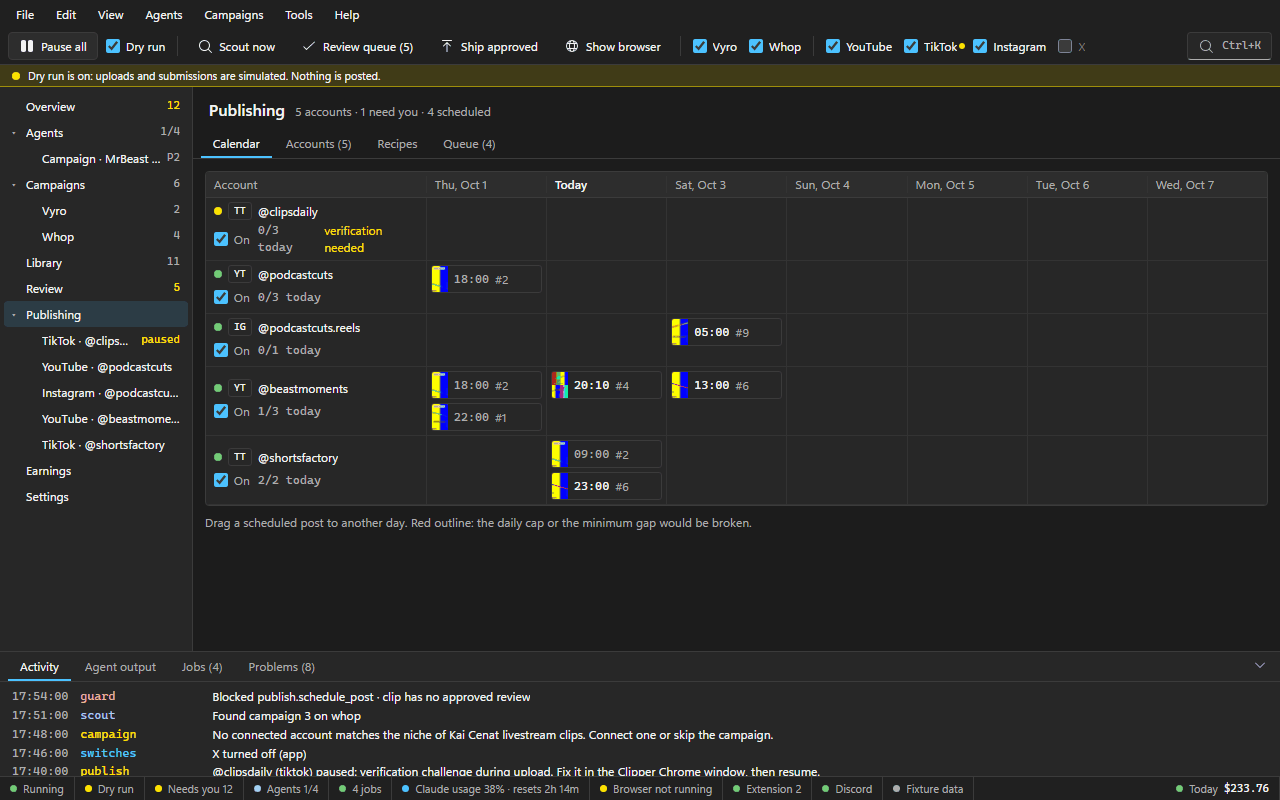 File Edit View Agents Campaigns Tools Help
Pause all Dry run Scout now Review queue (5) Ship approved Show browser Vyro Whop YouTube TikTok Instagram X Ctrl+K
Dry run is on: uploads and submissions are simulated. Nothing is posted.
Overview 12
Agents 1/4
Campaign · MrBeast ... P2
Campaigns 6
Vyro 2
Whop 4
Library 11
Review 5
Publishing
TikTok · @clips... paused
YouTube · @podcastcuts
Instagram · @podcastcu...
YouTube · @beastmome...
TikTok · @shortsfactory
Earnings
Settings
Publishing 5 accounts · 1 need you · 4 scheduled
Calendar Accounts (5) Recipes Queue (4)
Account Thu, Oct 1 Today Sat, Oct 3 Sun, Oct 4 Mon, Oct 5 Tue, Oct 6 Wed, Oct 7
TT @clipsdaily
On 0/3 today verification needed
YT @podcastcuts
On 0/3 today
18:00 #2
IG @podcastcuts.reels
On 0/1 today
05:00 #9
YT @beastmoments
On 1/3 today
18:00 #2 20:10 #4 13:00 #6
22:00 #1
TT @shortsfactory
On 2/2 today
09:00 #2
23:00 #6
Drag a scheduled post to another day. Red outline: the daily cap or the minimum gap would be broken.
Activity Agent output Jobs (4) Problems (8)
17:54:00 guard Blocked publish.schedule_post · clip has no approved review
17:51:00 scout Found campaign 3 on whop
17:48:00 campaign No connected account matches the niche of Kai Cenat livestream clips. Connect one or skip the campaign.
17:46:00 switches X turned off (app)
17:40:00 publish @clipsdaily (tiktok) paused: verification challenge during upload. Fix it in the Clipper Chrome window, then resume.
Running Dry run Needs you 12 Agents 1/4 4 jobs Claude usage 38% · resets 2h 14m Browser not running Extension 2 Discord Fixture data Today $233.76